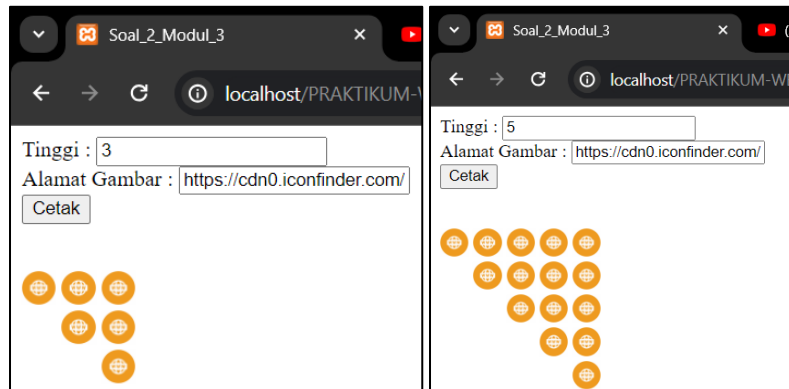 Soal_2_Modul_3
localhost/PRAKTIKUM-
Tinggi : 3
Alamat Gambar : https://cdn0.iconfinder.com/
Cetak
Soal_2_Modul_3
(
localhost/PRAKTIKUM-WI
Tinggi : 5
Alamat Gambar : https://cdn0.iconfinder.com/
Cetak